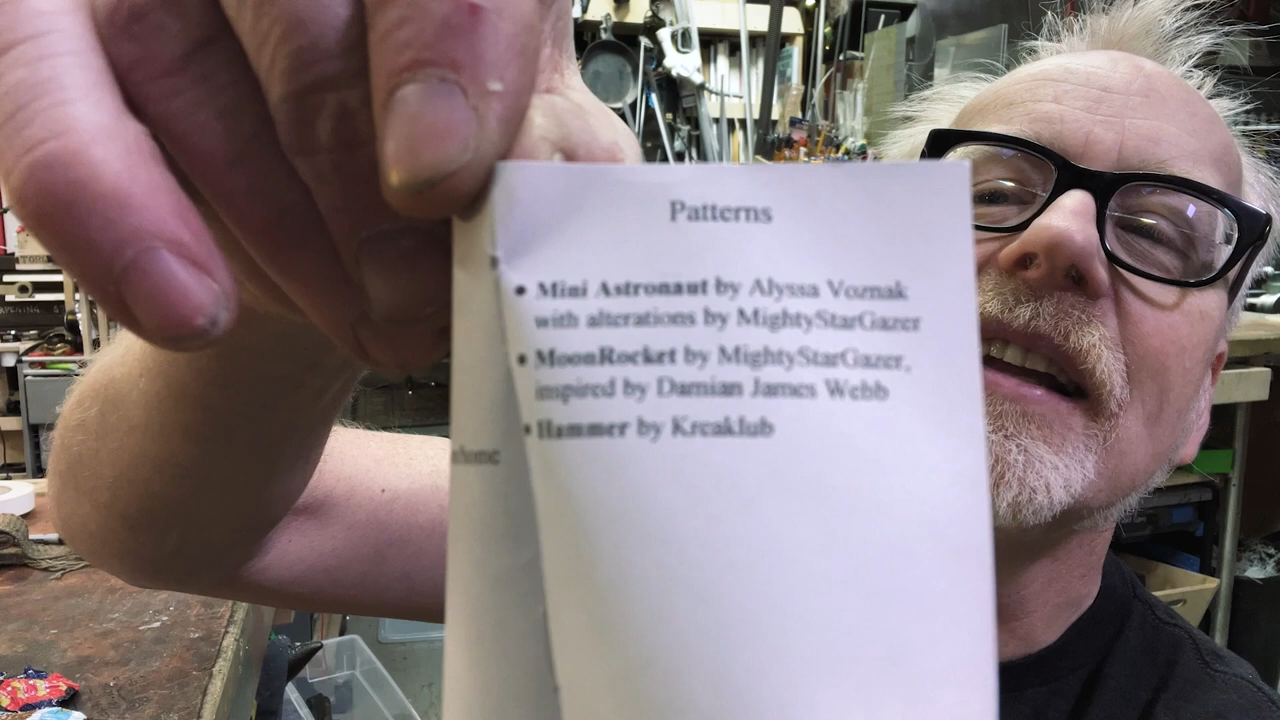 Patterns
• Mini Astronaut by Alyssa Voznak
with alterations by MightyStarGazer
• MoonRocket by MightyStarGazer,
inspired by Damian James Webb
• Hammer by Kreaklub